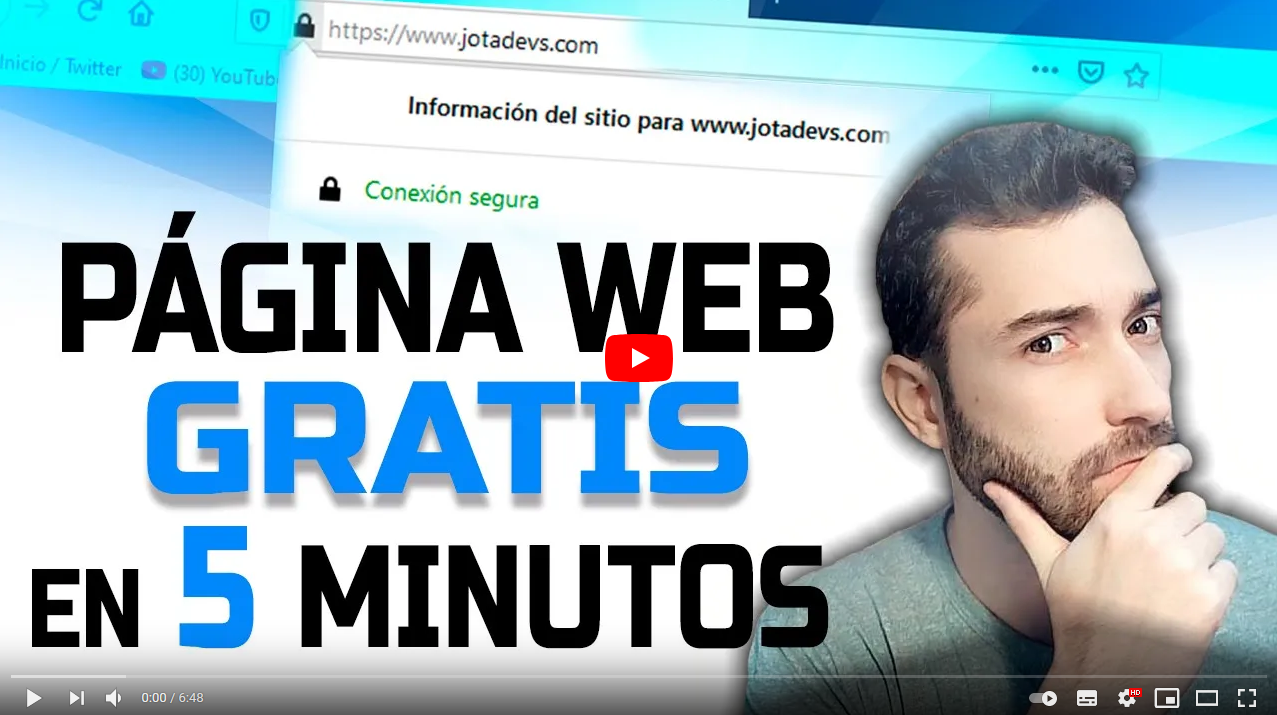 https://www.jotadevs.com
Inicio / Twitter
(30) YouTube
Información del sitio para www.jotadevs.com
Conexión segura
PÁGINA WEB
GRATIS
EN 5 MINUTOS
0:00 / 6:48
HD